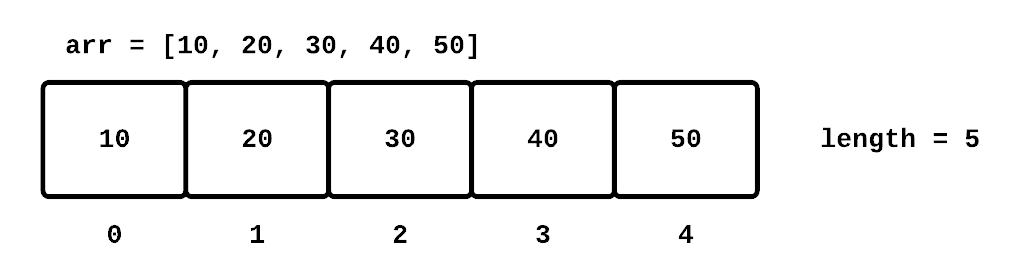 arr = [10, 20, 30, 40, 50]
10 20 30 40 50
length = 5
0 1 2 3 4